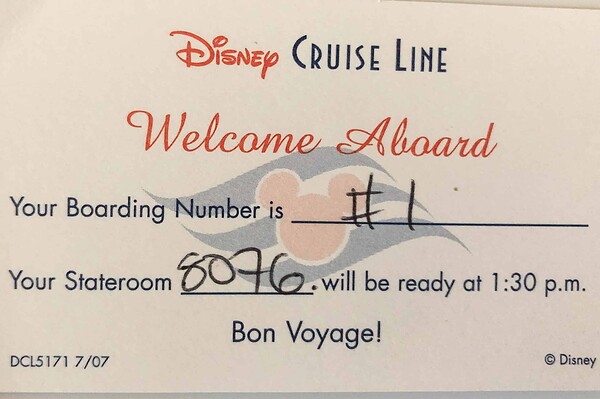 Disney Cruise Line
Welcome Aboard
Your Boarding Number is #1
Your Stateroom 8076. will be ready at 1:30 p.m.
Bon Voyage!
DCL5171 7/07 © Disney